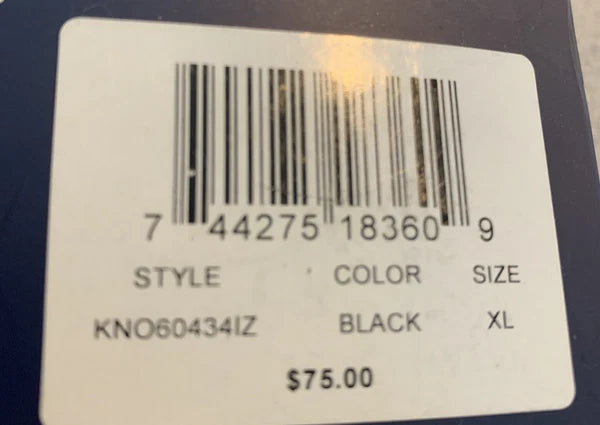 7 44275 18360 9
STYLE COLOR SIZE
KNO60434IZ BLACK XL
$75.00